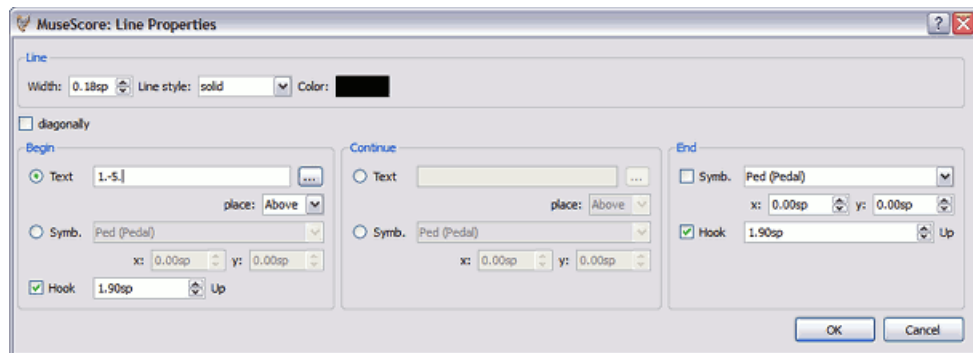 MuseScore: Line Properties
Line
Width: 0.18sp Line style: solid Color:
diagonally
Begin
Text 1.-5. ...
place: Above
Symb. Ped (Pedal)
x: 0.00sp y: 0.00sp
Hook 1.90sp Up
Continue
Text ...
place: Above
Symb. Ped (Pedal)
x: 0.00sp y: 0.00sp
End
Symb. Ped (Pedal)
x: 0.00sp y: 0.00sp
Hook 1.90sp Up
OK Cancel